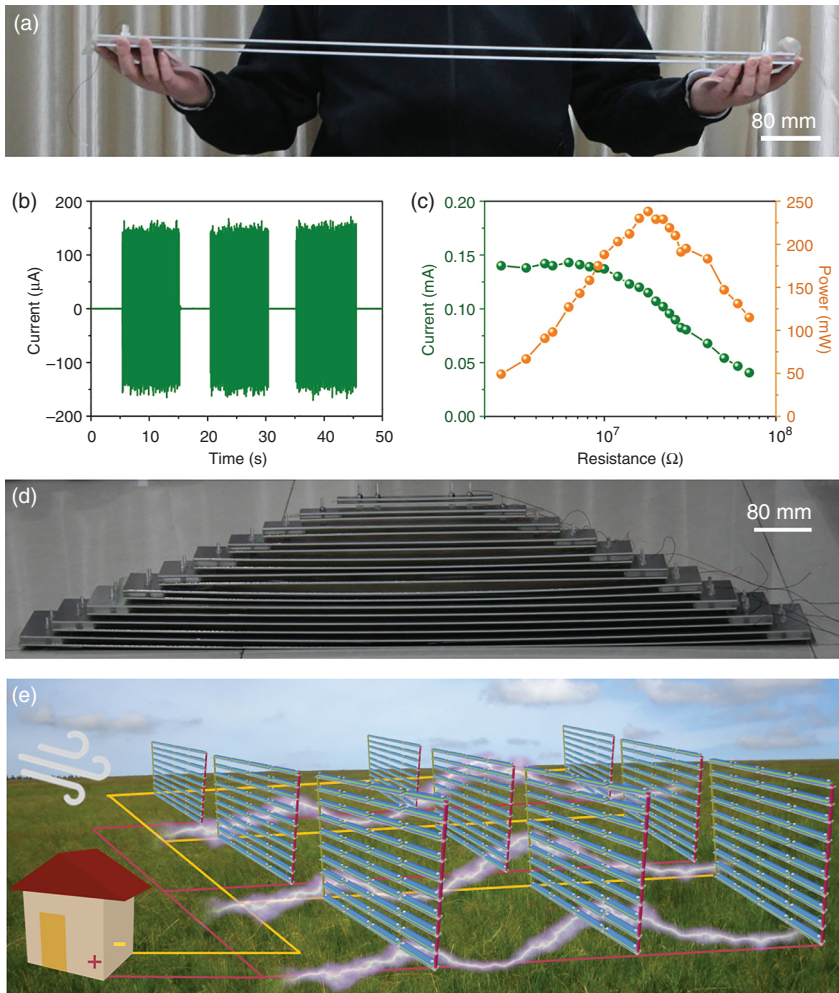 (a)
80 mm
(b)
200
100
0
–100
–200
0
10
20
30
40
50
Current (μA)
Time (s)
(c)
0.20
0.15
0.10
0.05
0.00
Current (mA)
250
200
150
100
50
0
Power (mW)
10⁷
10⁸
Resistance (Ω)
(d)
80 mm
(e)
+
–